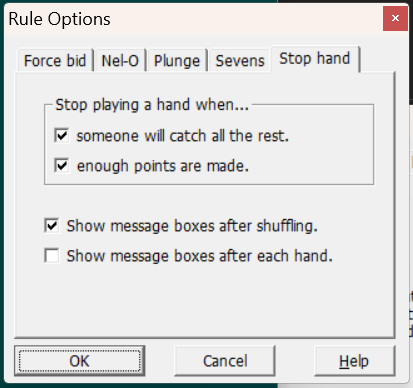 Rule Options
Force bid
Nel-O
Plunge
Sevens
Stop hand
Stop playing a hand when...
someone will catch all the rest.
enough points are made.
Show message boxes after shuffling.
Show message boxes after each hand.
OK
Cancel
Help